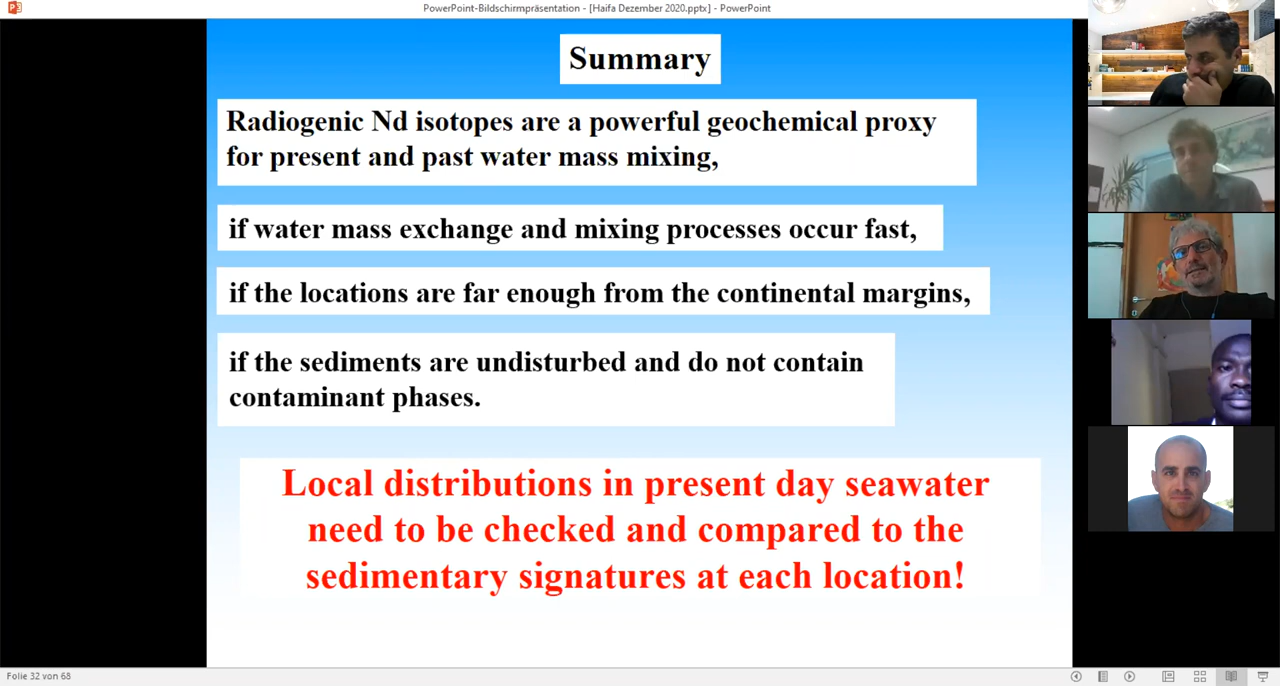 PowerPoint-Bildschirmpräsentation - [Haifa Dezember 2020.pptx] - PowerPoint
Summary
Radiogenic Nd isotopes are a powerful geochemical proxy
for present and past water mass mixing,
if water mass exchange and mixing processes occur fast,
if the locations are far enough from the continental margins,
if the sediments are undisturbed and do not contain
contaminant phases.
Local distributions in present day seawater
need to be checked and compared to the
sedimentary signatures at each location!
Folie 32 von 68